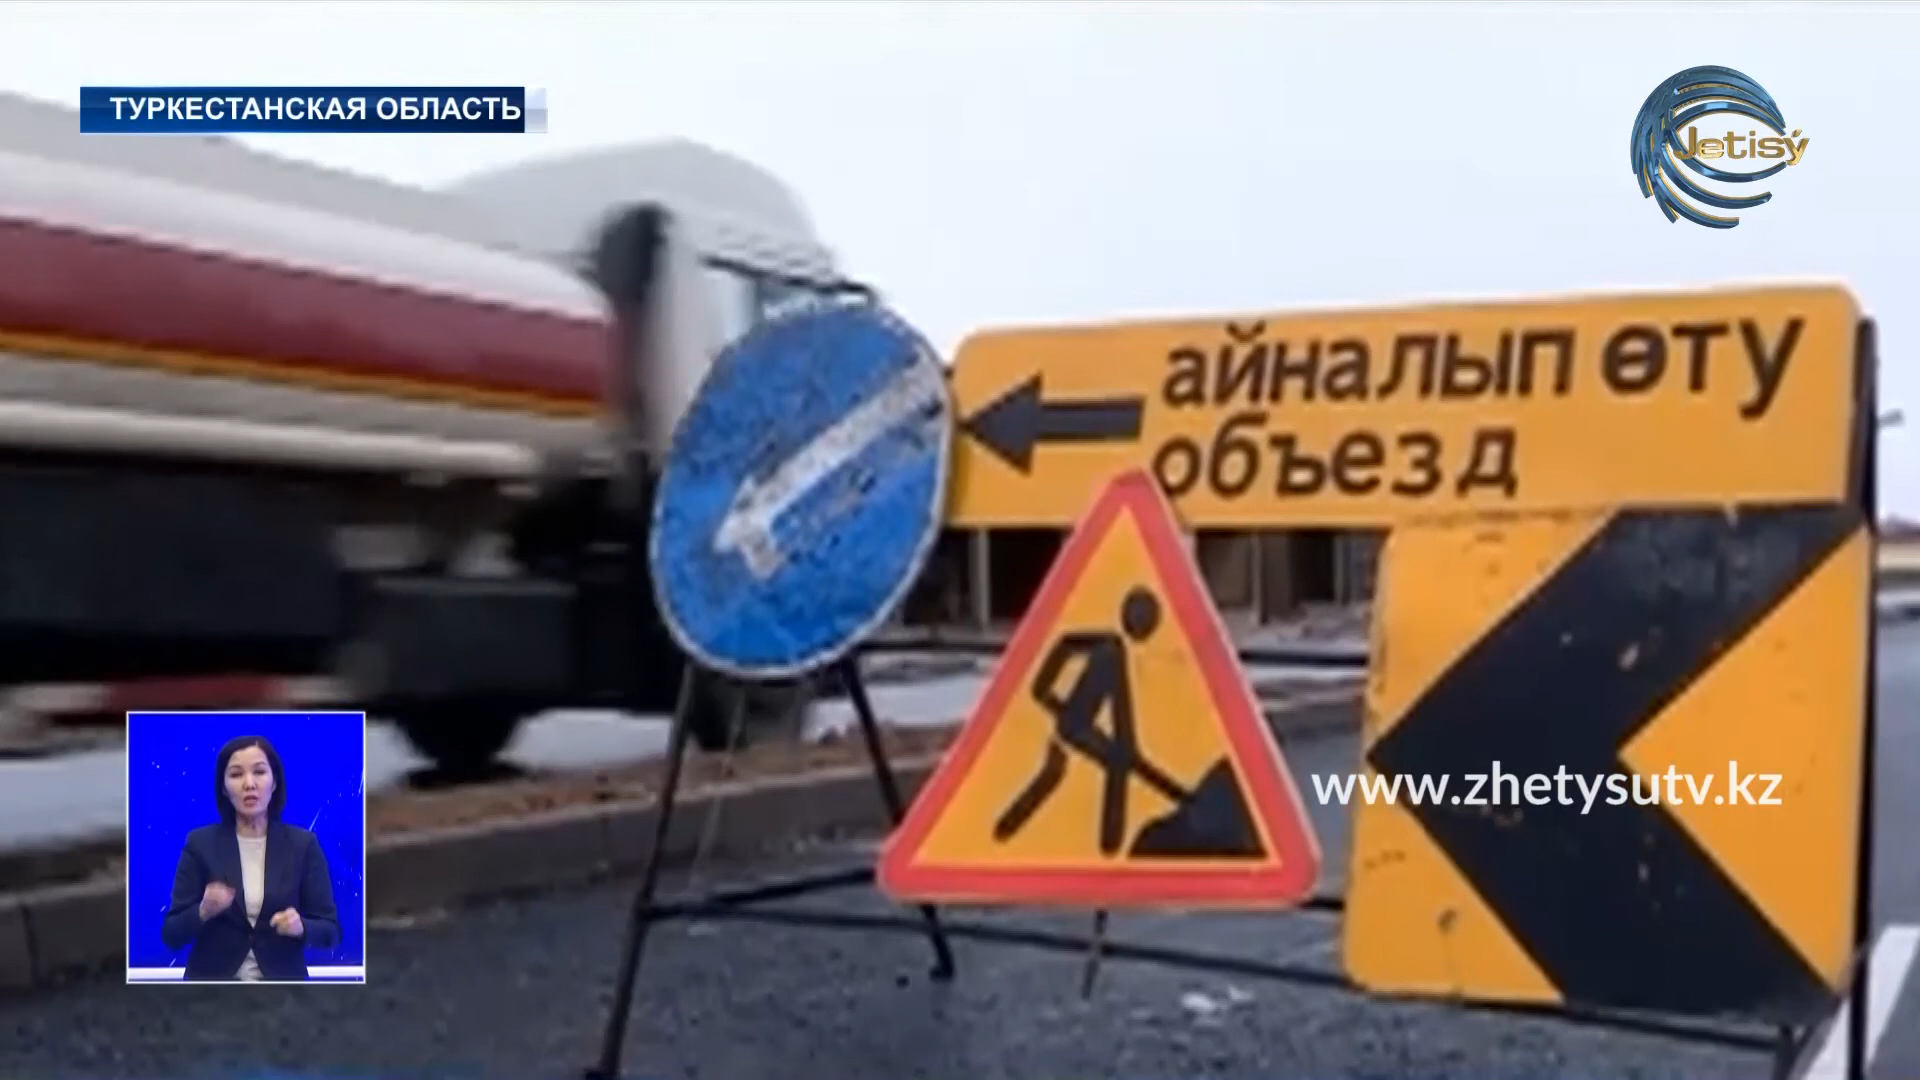 ТУРКЕСТАНСКАЯ ОБЛАСТЬ
Jetisý
айналып өту
объезд
www.zhetysutv.kz